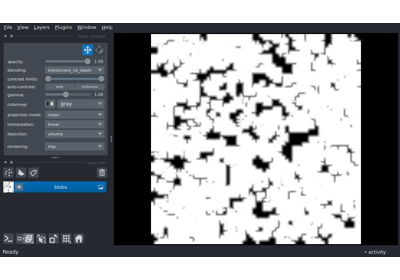 File View Layers Plugins Window Help
layer controls
opacity: 1.00
blending: translucent_no_depth
contrast limits:
auto-contrast: once continuous
gamma: 1.00
colormap: gray
projection mode: mean
interpolation: linear
depiction: volume
rendering: mip
layer list
blobs
Ready activity